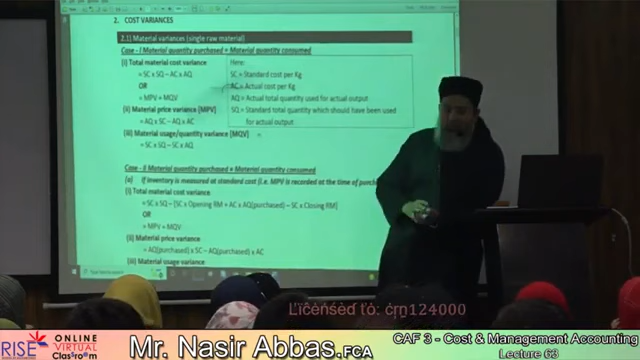 2. COST VARIANCES
2.1) Material variances (single raw material)
Case - I Material quantity purchased = Material quantity consumed
(i) Total material cost variance
= SC x SQ – AC x AQ
OR
= MPV = MQV
(ii) Material price variance [MPV]
= AQ x SC – AQ x AC
(iii) Material usage/quantity variance [MQV]
= SC x SQ – SC x AQ
Here:
SC = Standard cost per Kg
AC = Actual cost per Kg
AQ = Actual total quantity used for actual output
SQ = Standard total quantity which should have been used
for actual output
Case - II Material quantity purchased ≠ Material quantity consumed
(a) If inventory is measured at standard cost (i.e. MPV is recorded at the time of purch
(i) Total material cost variance
= SC x SQ – [SC x Opening RM + AC x AQ(purchased) – SC x Closing RM]
OR
= MPV = MQV
(ii) Material price variance
= AQ(purchased) x SC – AQ(purchased) x AC
(iii) Material usage variance
Licensed to: crn124000
RISE
ONLINE
VIRTUAL
Classroom
Mr. Nasir Abbas.FCA
CAF 3 - Cost & Management Accounting
Lecture 63